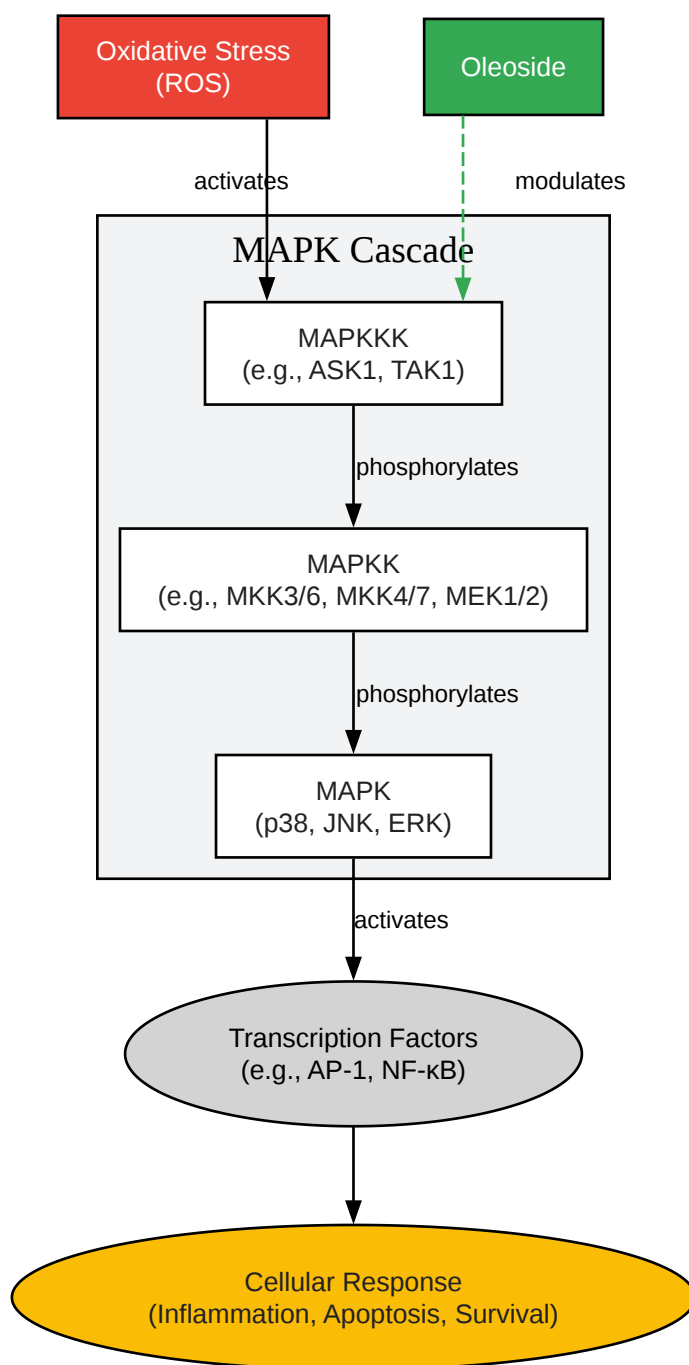 Oxidative Stress
(ROS)
Oleoside
activates
modulates
MAPK Cascade
MAPKKK
(e.g., ASK1, TAK1)
phosphorylates
MAPKK
(e.g., MKK3/6, MKK4/7, MEK1/2)
phosphorylates
MAPK
(p38, JNK, ERK)
activates
Transcription Factors
(e.g., AP-1, NF-κB)
Cellular Response
(Inflammation, Apoptosis, Survival)